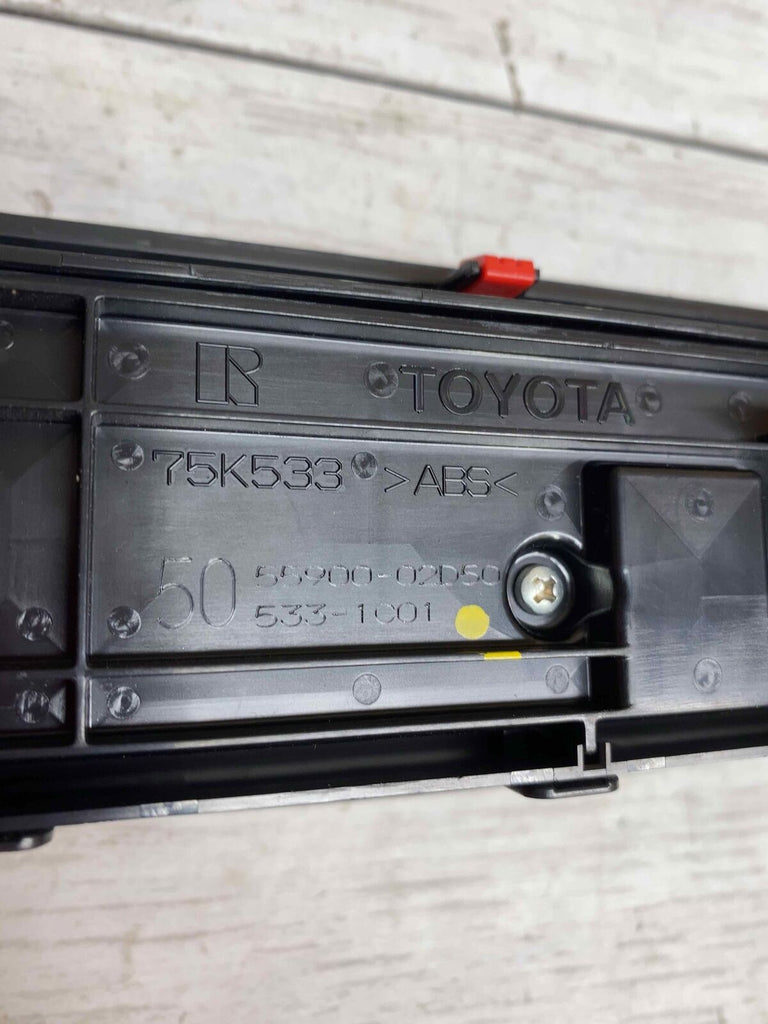 R TOYOTA
75K533 >ABS<
50 55900-02D50
533-1C01